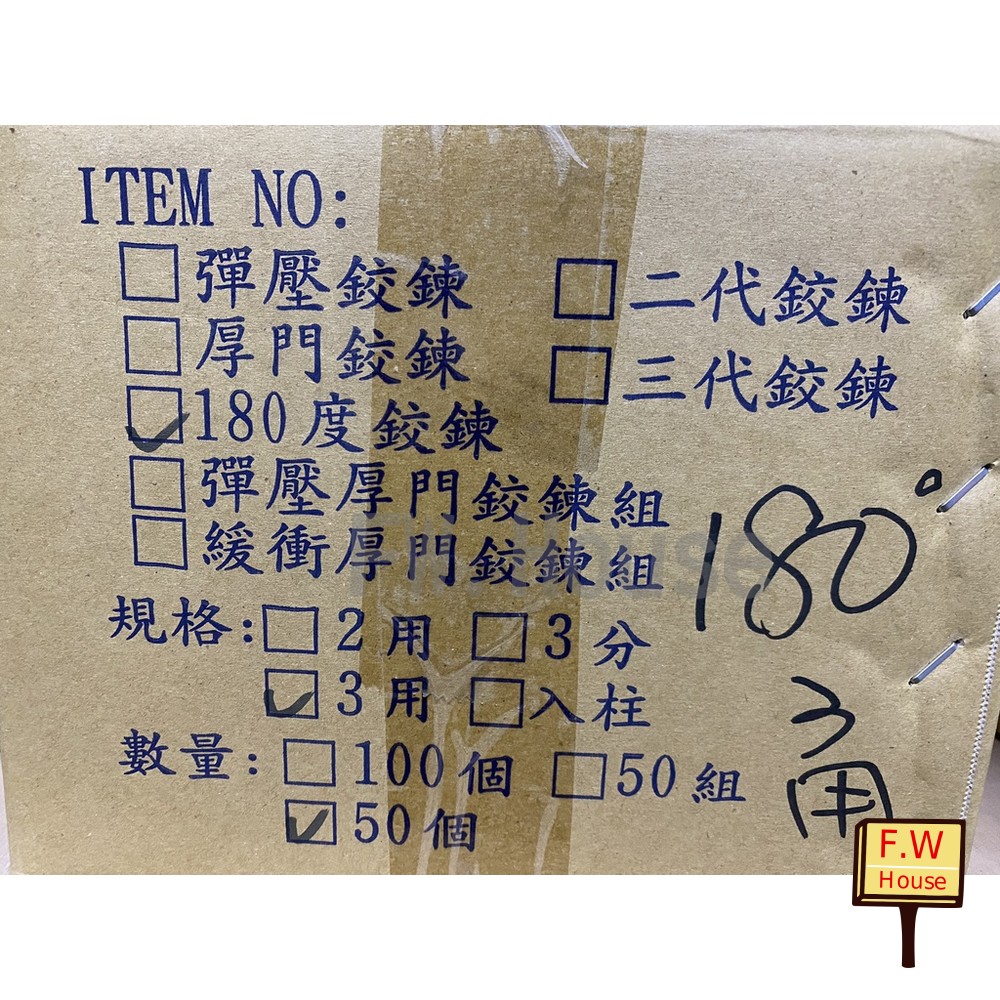 ITEM NO:
彈壓鉸鍊 二代鉸鍊
厚門鉸鍊 三代鉸鍊
180度鉸鍊
彈壓厚門鉸鍊組
緩衝厚門鉸鍊組
180°
規格: 2用 3分
3用 入柱
3用
數量: 100個 50組
50個
F.W
House